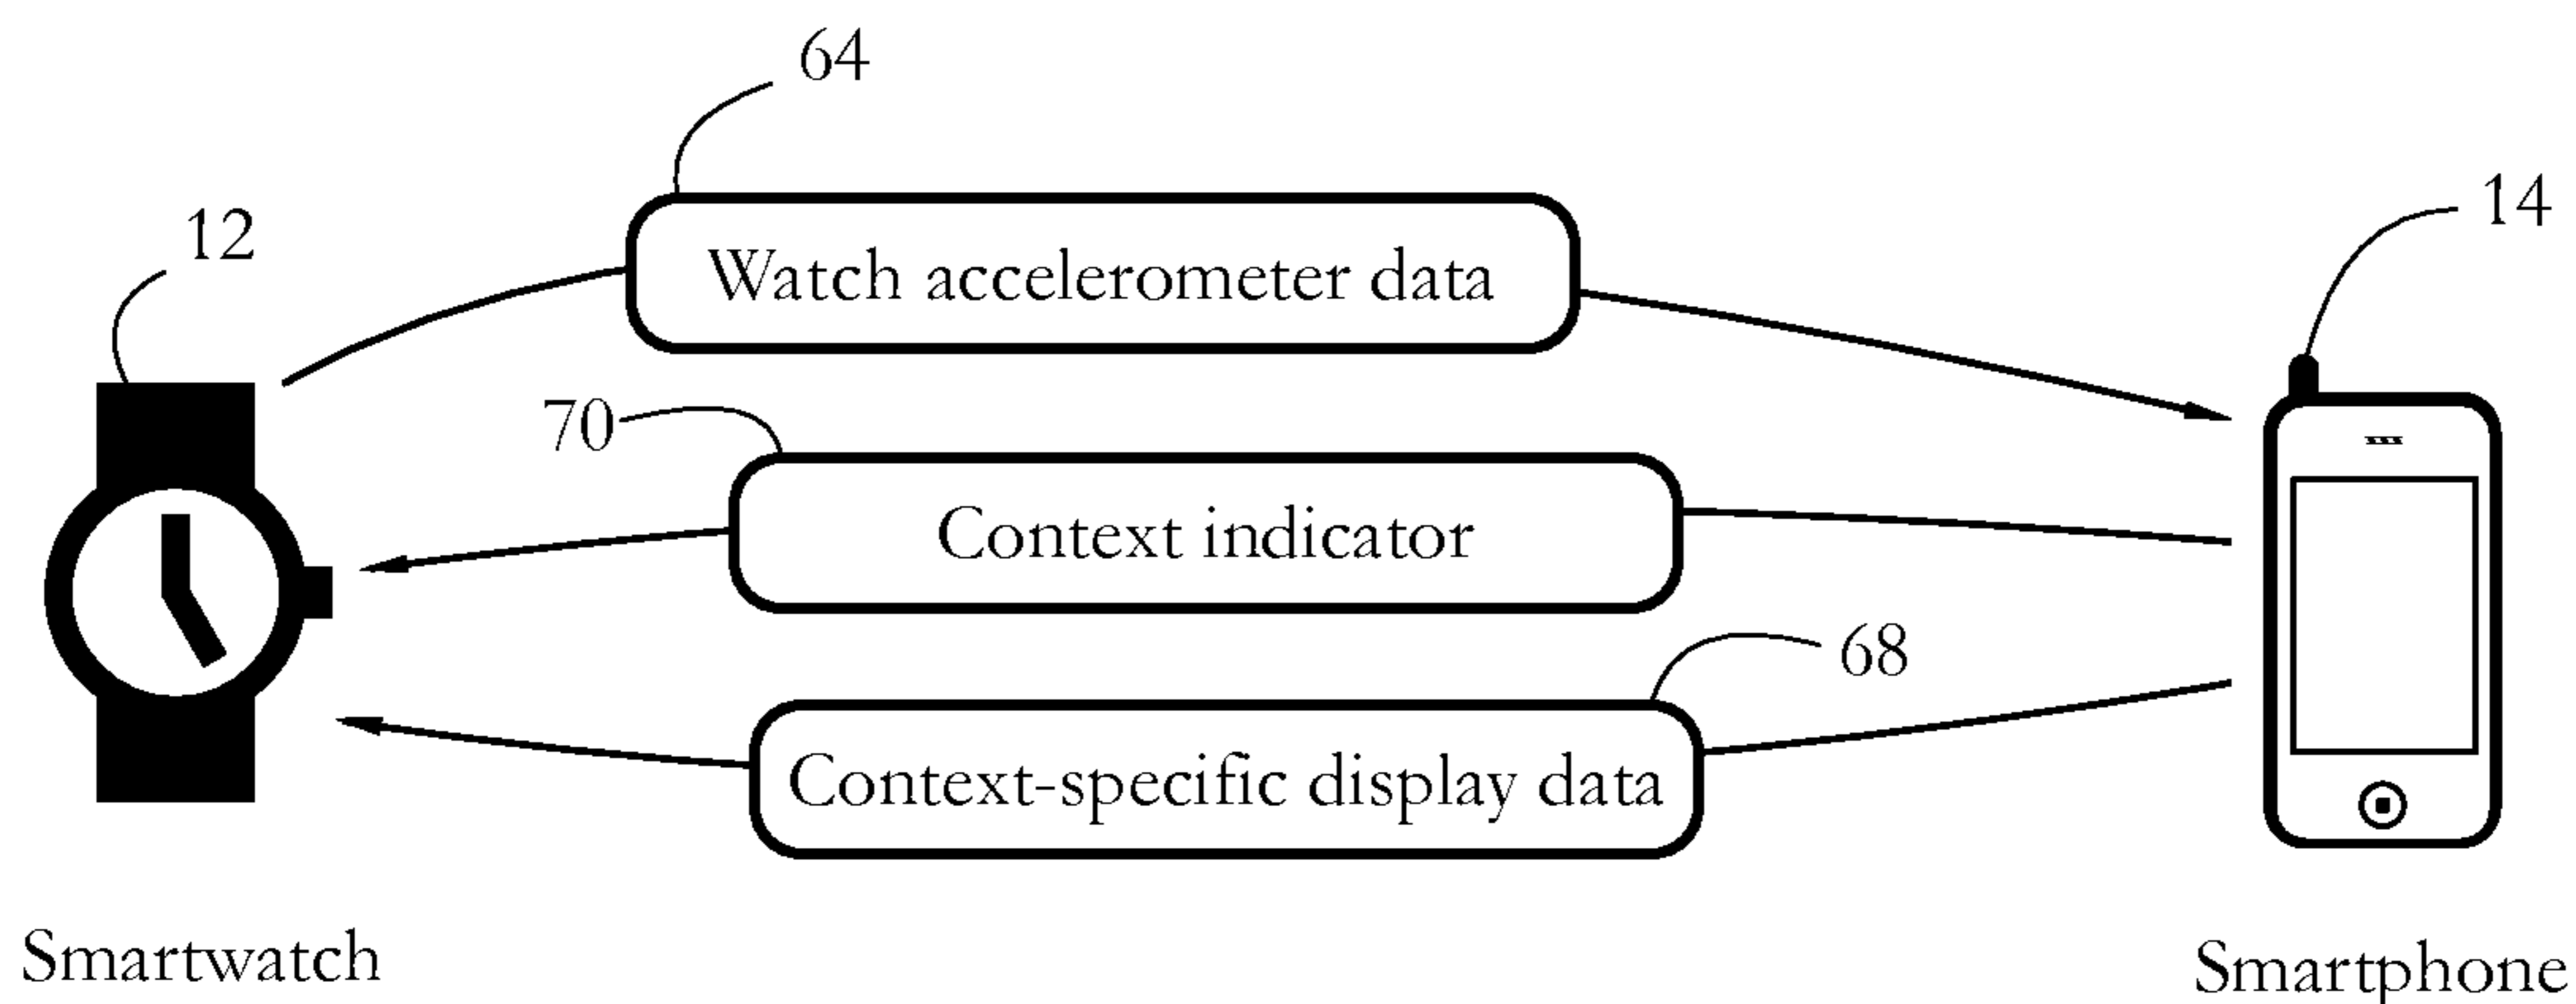 64
12
14
Watch accelerometer data
70
Context indicator
68
Context-specific display data
Smartwatch
Smartphone